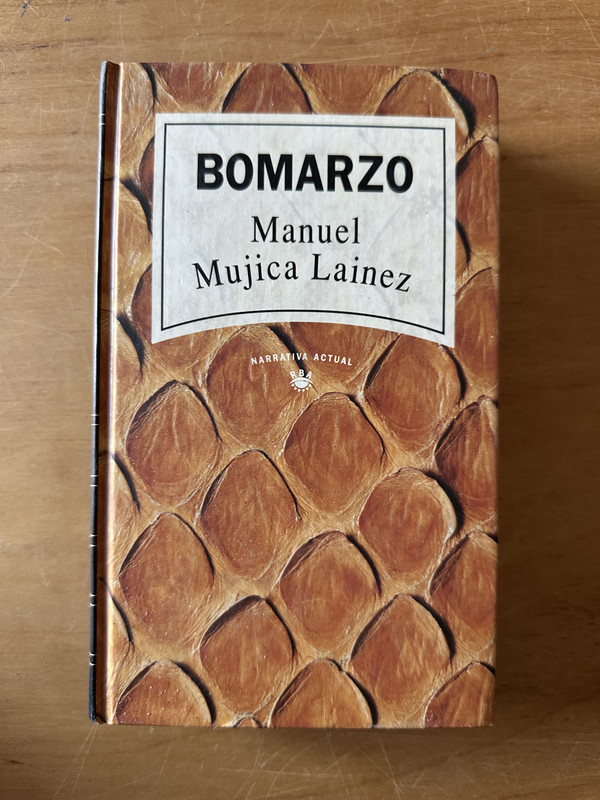 BOMARZO
Manuel
Mujica Lainez
NARRATIVA ACTUAL
RBA